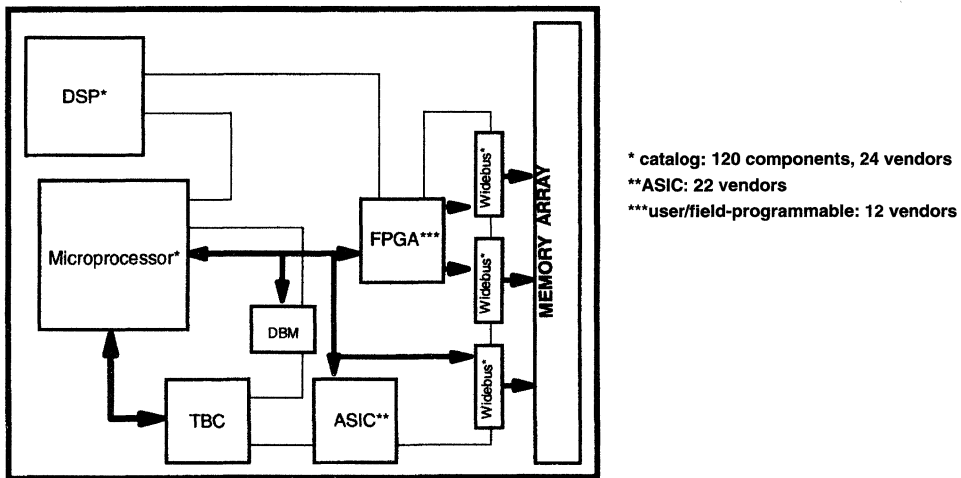 DSP*
Microprocessor*
FPGA***
DBM
TBC
ASIC**
Widebus*
Widebus*
Widebus*
MEMORY ARRAY
* catalog: 120 components, 24 vendors
**ASIC: 22 vendors
***user/field-programmable: 12 vendors